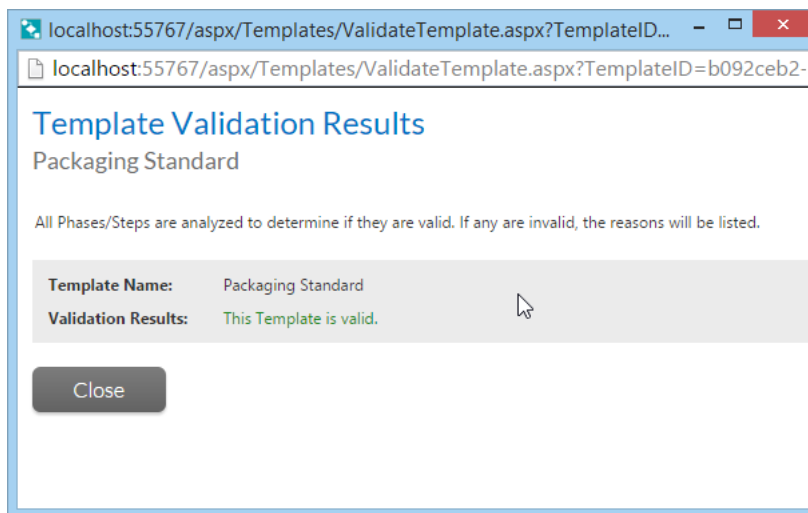 localhost:55767/aspx/Templates/ValidateTemplate.aspx?TemplateID...
localhost:55767/aspx/Templates/ValidateTemplate.aspx?TemplateID=b092ceb2-
Template Validation Results
Packaging Standard
All Phases/Steps are analyzed to determine if they are valid. If any are invalid, the reasons will be listed.
Template Name: Packaging Standard
Validation Results: This Template is valid.
Close